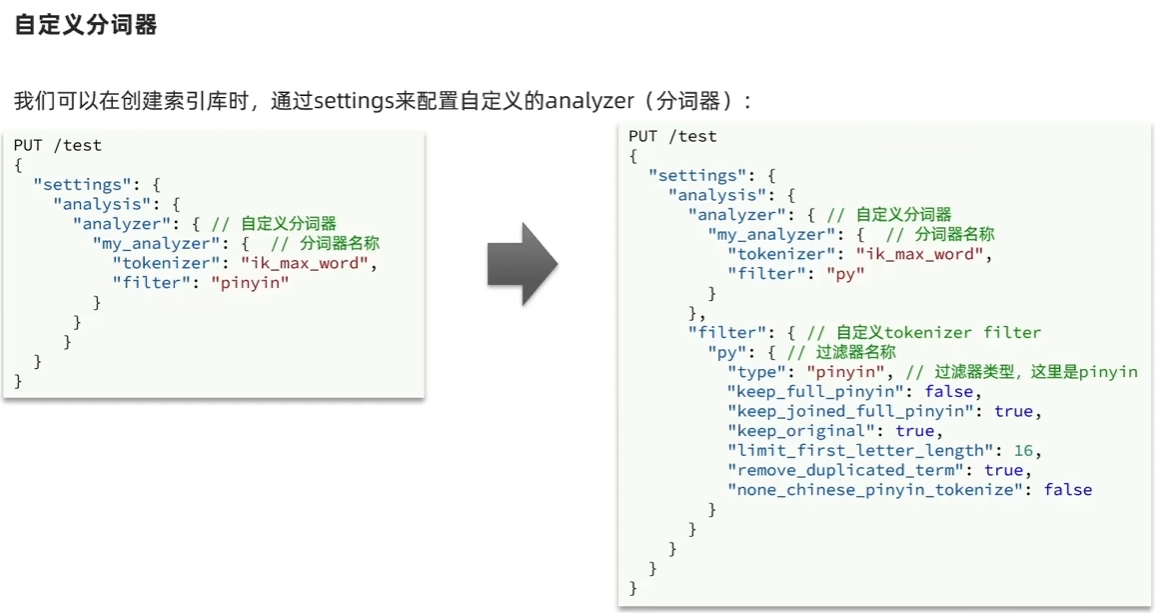 自定义分词器
我们可以在创建索引库时，通过settings来配置自定义的analyzer（分词器）：
PUT /test
{
  "settings": {
    "analysis": {
      "analyzer": { // 自定义分词器
        "my_analyzer": {  // 分词器名称
          "tokenizer": "ik_max_word",
          "filter": "pinyin"
        }
      }
    }
  }
}
PUT /test
{
  "settings": {
    "analysis": {
      "analyzer": { // 自定义分词器
        "my_analyzer": {  // 分词器名称
          "tokenizer": "ik_max_word",
          "filter": "py"
        }
      },
      "filter": { // 自定义tokenizer filter
        "py": { // 过滤器名称
          "type": "pinyin", // 过滤器类型，这里是pinyin
          "keep_full_pinyin": false,
          "keep_joined_full_pinyin": true,
          "keep_original": true,
          "limit_first_letter_length": 16,
          "remove_duplicated_term": true,
          "none_chinese_pinyin_tokenize": false
        }
      }
    }
  }
}